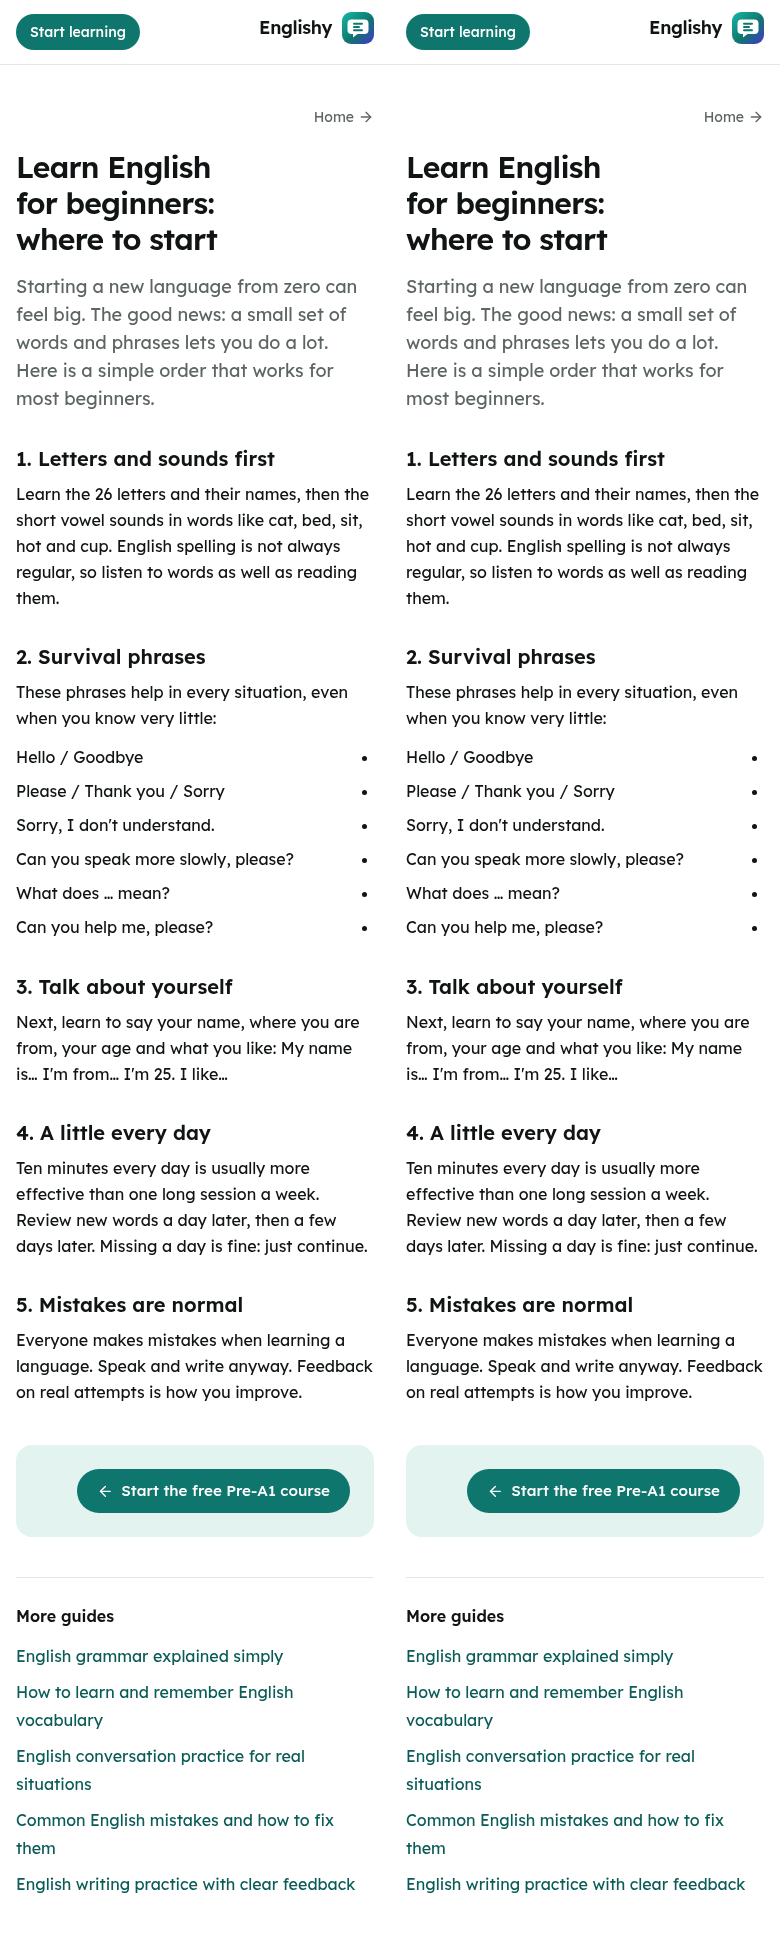 Start learning
Englishy
Home →
Learn English
for beginners:
where to start
Starting a new language from zero can
feel big. The good news: a small set of
words and phrases lets you do a lot.
Here is a simple order that works for
most beginners.
1. Letters and sounds first
Learn the 26 letters and their names, then the
short vowel sounds in words like cat, bed, sit,
hot and cup. English spelling is not always
regular, so listen to words as well as reading
them.
2. Survival phrases
These phrases help in every situation, even
when you know very little:
Hello / Goodbye
Please / Thank you / Sorry
Sorry, I don't understand.
Can you speak more slowly, please?
What does … mean?
Can you help me, please?
3. Talk about yourself
Next, learn to say your name, where you are
from, your age and what you like: My name
is… I'm from… I'm 25. I like…
4. A little every day
Ten minutes every day is usually more
effective than one long session a week.
Review new words a day later, then a few
days later. Missing a day is fine: just continue.
5. Mistakes are normal
Everyone makes mistakes when learning a
language. Speak and write anyway. Feedback
on real attempts is how you improve.
← Start the free Pre-A1 course
More guides
English grammar explained simply
How to learn and remember English
vocabulary
English conversation practice for real
situations
Common English mistakes and how to fix
them
English writing practice with clear feedback
Start learning
Englishy
Home →
Learn English
for beginners:
where to start
Starting a new language from zero can
feel big. The good news: a small set of
words and phrases lets you do a lot.
Here is a simple order that works for
most beginners.
1. Letters and sounds first
Learn the 26 letters and their names, then the
short vowel sounds in words like cat, bed, sit,
hot and cup. English spelling is not always
regular, so listen to words as well as reading
them.
2. Survival phrases
These phrases help in every situation, even
when you know very little:
Hello / Goodbye
Please / Thank you / Sorry
Sorry, I don't understand.
Can you speak more slowly, please?
What does … mean?
Can you help me, please?
3. Talk about yourself
Next, learn to say your name, where you are
from, your age and what you like: My name
is… I'm from… I'm 25. I like…
4. A little every day
Ten minutes every day is usually more
effective than one long session a week.
Review new words a day later, then a few
days later. Missing a day is fine: just continue.
5. Mistakes are normal
Everyone makes mistakes when learning a
language. Speak and write anyway. Feedback
on real attempts is how you improve.
← Start the free Pre-A1 course
More guides
English grammar explained simply
How to learn and remember English
vocabulary
English conversation practice for real
situations
Common English mistakes and how to fix
them
English writing practice with clear feedback